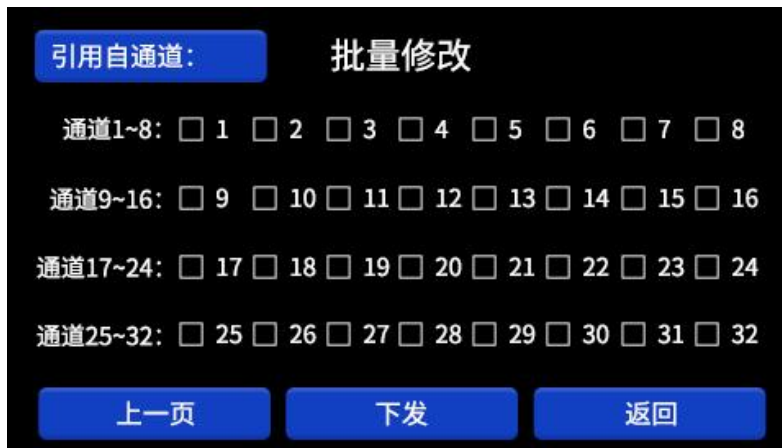 引用自通道： 批量修改
通道1~8： 1 2 3 4 5 6 7 8
通道9~16： 9 10 11 12 13 14 15 16
通道17~24： 17 18 19 20 21 22 23 24
通道25~32： 25 26 27 28 29 30 31 32
上一页 下发 返回